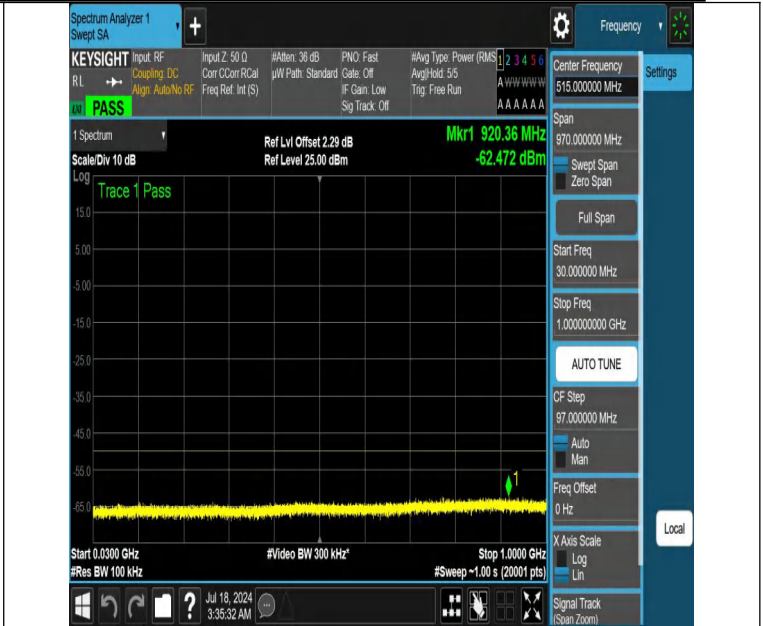 Spectrum Analyzer 1
Swept SA
+
Frequency
KEYSIGHT
RL
LXI
PASS
Input: RF
Coupling: DC
Align: Auto/No RF
Input Z: 50 Ω
Corr CCorr RCal
Freq Ref: Int (S)
#Atten: 36 dB
µW Path: Standard
PNO: Fast
Gate: Off
IF Gain: Low
Sig Track: Off
#Avg Type: Power (RMS
Avg|Hold: 5/5
Trig: Free Run
1 2 3 4 5 6
A W W W W W
A A A A A A
1 Spectrum
Scale/Div 10 dB
Ref Lvl Offset 2.29 dB
Ref Level 25.00 dBm
Mkr1 920.36 MHz
-62.472 dBm
Log
Trace 1 Pass
15.0
5.00
-5.00
-15.0
-25.0
-35.0
-45.0
-55.0
-65.0
1
Start 0.0300 GHz
#Res BW 100 kHz
#Video BW 300 kHz*
Stop 1.0000 GHz
#Sweep ~1.00 s (20001 pts)
Center Frequency
515.000000 MHz
Settings
Span
970.000000 MHz
Swept Span
Zero Span
Full Span
Start Freq
30.000000 MHz
Stop Freq
1.000000000 GHz
AUTO TUNE
CF Step
97.000000 MHz
Auto
Man
Freq Offset
0 Hz
X Axis Scale
Log
Lin
Local
Signal Track
(Span Zoom)
?
Jul 18, 2024
3:35:32 AM